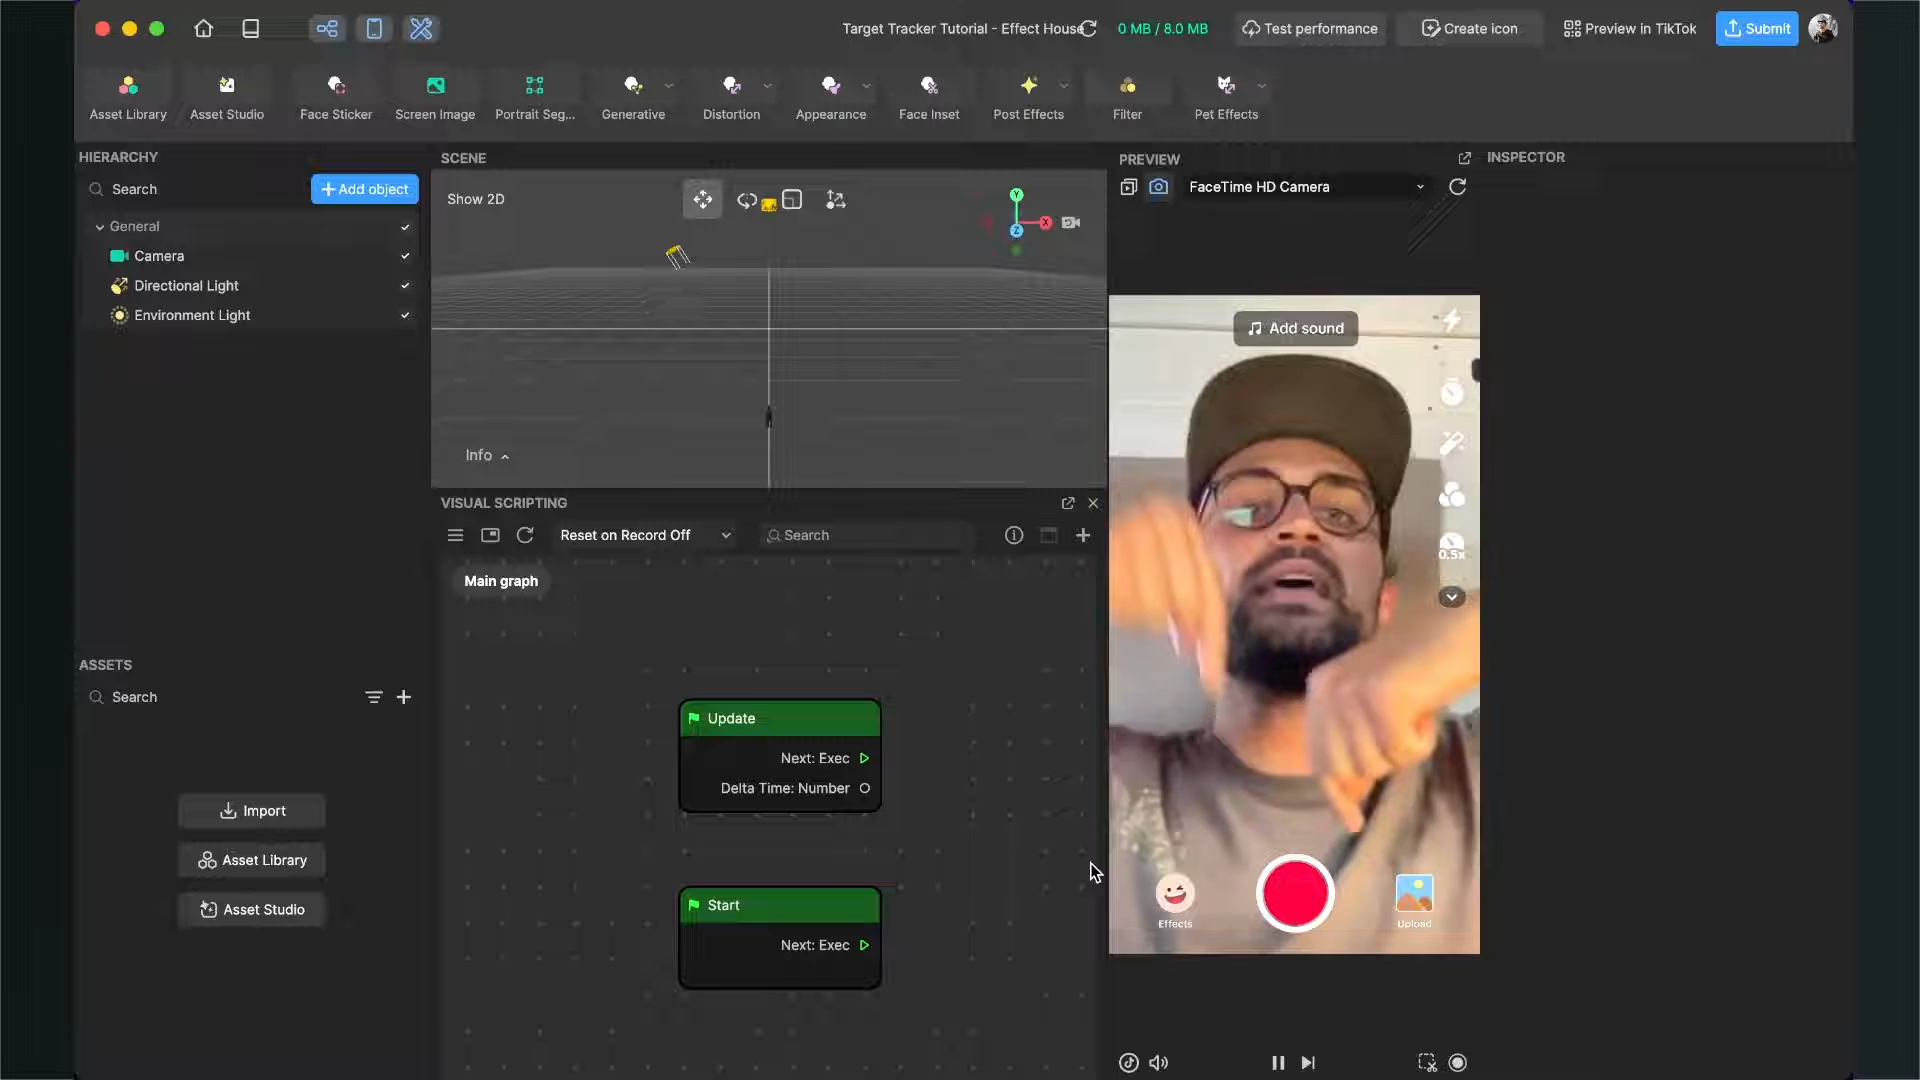 Target Tracker Tutorial - Effect House
0 MB / 8.0 MB
Test performance
Create icon
Preview in TikTok
Submit
Asset Library
Asset Studio
Face Sticker
Screen Image
Portrait Seg...
Generative
Distortion
Appearance
Face Inset
Post Effects
Filter
Pet Effects
HIERARCHY
Search
Add object
General
Camera
Directional Light
Environment Light
SCENE
Show 2D
Y
X
Z
Info
PREVIEW
FaceTime HD Camera
INSPECTOR
Add sound
0.5x
Effects
Upload
VISUAL SCRIPTING
Reset on Record Off
Search
Main graph
Update
Next: Exec
Delta Time: Number
Start
Next: Exec
ASSETS
Search
Import
Asset Library
Asset Studio